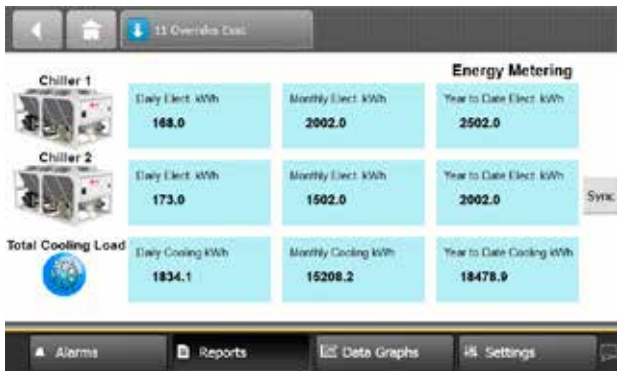 11 Overrides Exist
Energy Metering
Chiller 1
Daily Elect. kWh
168.0
Monthly Elect. kWh
2002.0
Year to Date Elect. kWh
2502.0
Chiller 2
Daily Elect. kWh
173.0
Monthly Elect. kWh
1502.0
Year to Date Elect. kWh
2002.0
Sync
Total Cooling Load
Daily Cooling kWh
1834.1
Monthly Cooling kWh
15208.2
Year to Date Cooling kWh
18478.9
Alarms
Reports
Data Graphs
Settings